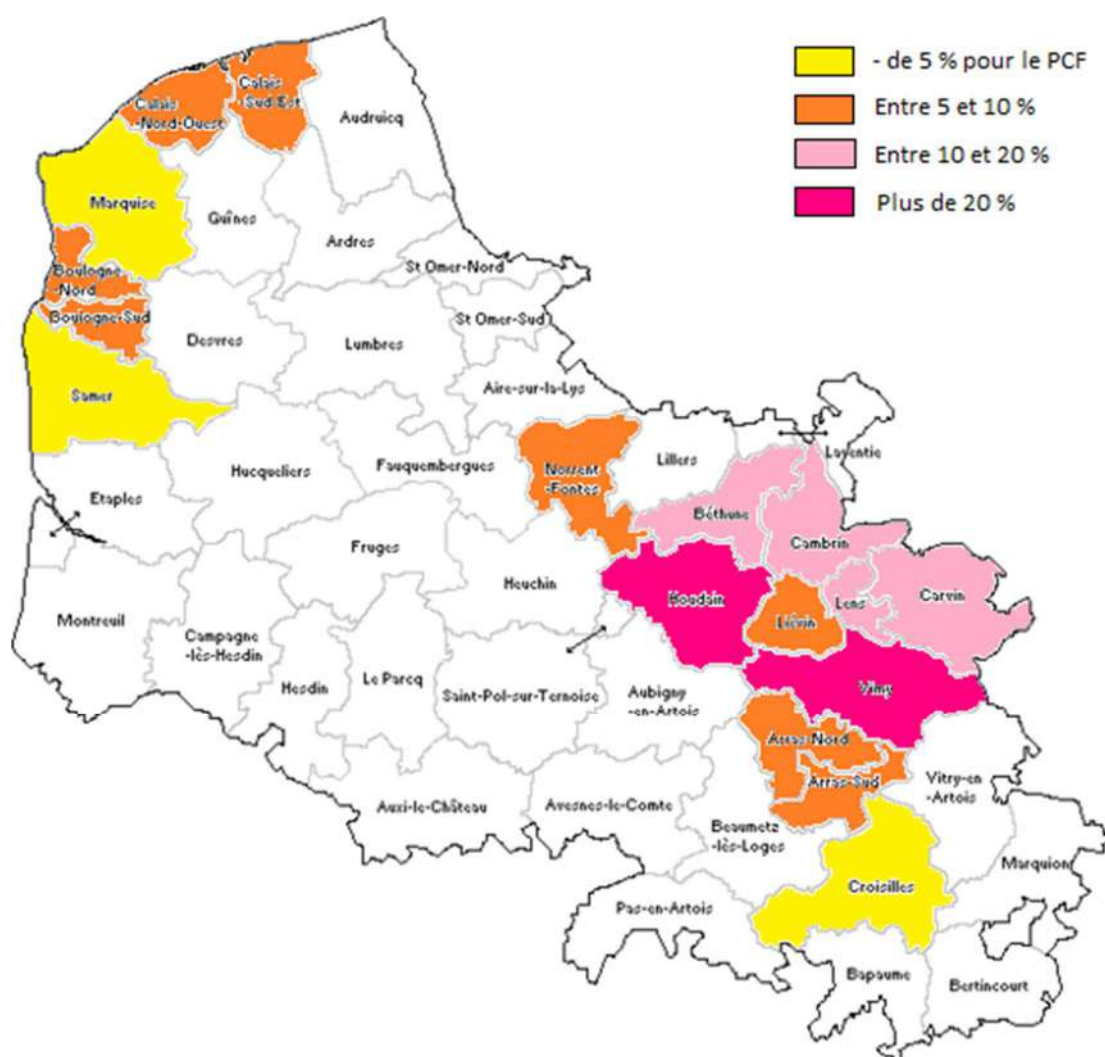 - de 5 % pour le PCF
Entre 5 et 10 %
Entre 10 et 20 %
Plus de 20 %
Calais
-Nord-Ouest
Calais
-Sud-Est
Audruicq
Marquise
Guînes
Ardres
St Omer-Nord
Boulogne
-Nord
Boulogne-Sud
Desvres
Lumbres
St Omer-Sud
Aire-sur-la-Lys
Samer
Hucqueliers
Fauquembergues
Norrent
-Fontes
Lillers
Laventie
Etaples
Béthune
Cambrin
Fruges
Heuchin
Houdain
Liévin
Lens
Carvin
Montreuil
Campagne
-lès-Hesdin
Hesdin
Le Parcq
Saint-Pol-sur-Ternoise
Aubigny
-en-Artois
Vimy
Arras-Nord
Arras-Sud
Vitry-en
-Artois
Auxi-le-Château
Avesnes-le-Comte
Beaumetz
-lès-Loges
Marquion
Croisilles
Pas-en-Artois
Bapaume
Bertincourt